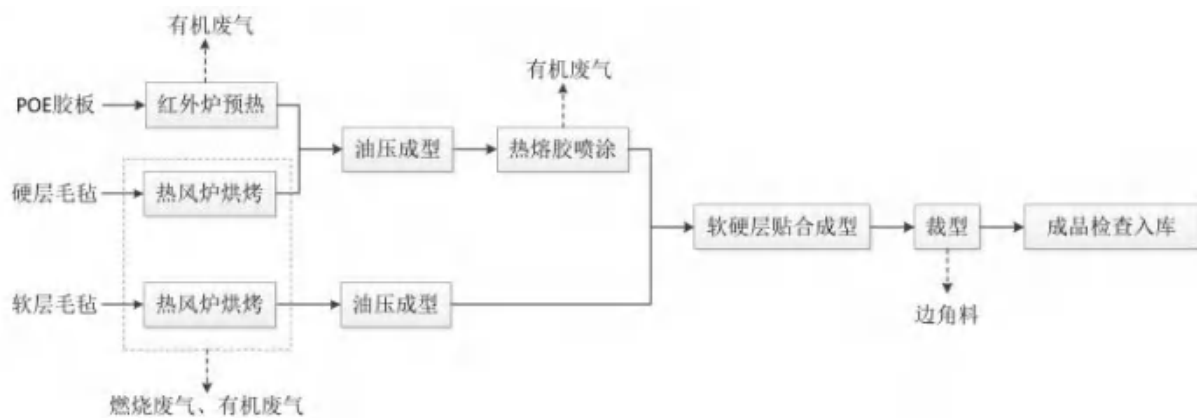 有机废气
有机废气
POE胶板
红外炉预热
油压成型
热熔胶喷涂
硬层毛毡
热风炉烘烤
软硬层贴合成型
裁型
成品检查入库
软层毛毡
热风炉烘烤
油压成型
边角料
燃烧废气、有机废气